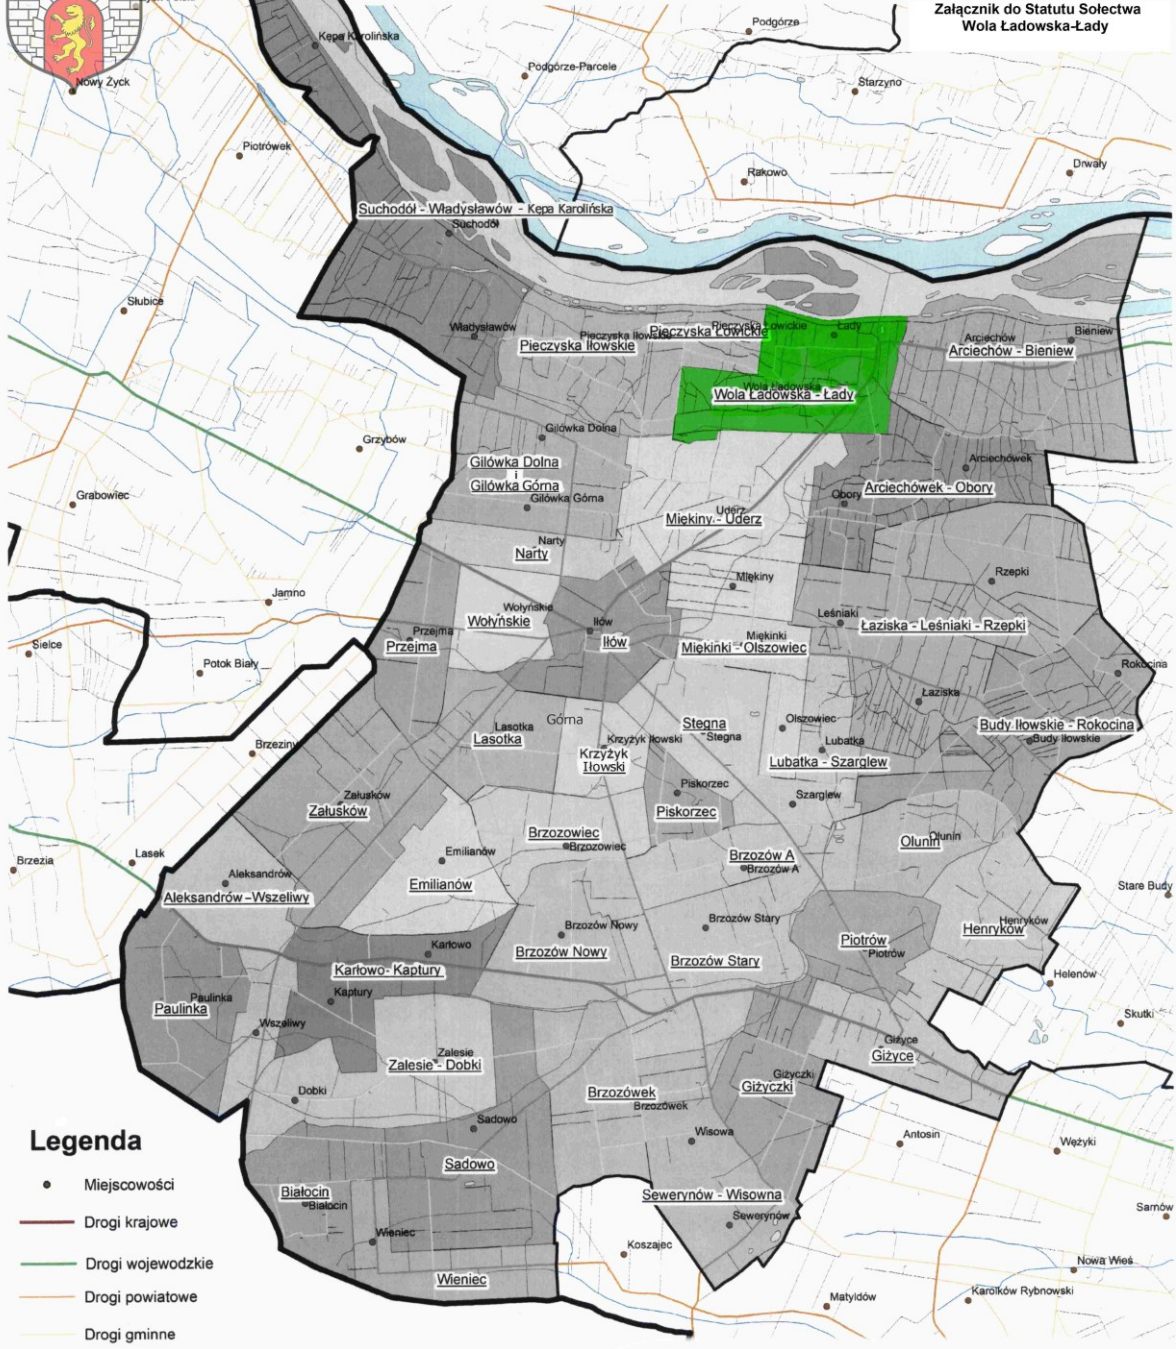 Załącznik do Statutu Sołectwa
Wola Ładowska-Łady
Podgórze
Kępa Karolińska
Podgórze-Parcele
Nowy Życk
Starzyno
Piotrówek
Drwały
Rakowo
Suchodół - Władysławów - Kępa Karolińska
Suchodół
Słubice
Władysławów
Pieczyska Iłowskie
Pieczyska Iłowskie
Pieczyska Łowickie
Pieczyska Łowickie
Łady
Arciechów
Bieniew
Arciechów - Bieniew
Wola Ładowska
Wola Ładowska - Łady
Gilówka Dolna
Grzybów
Gilówka Dolna
i
Gilówka Górna
Gilówka Górna
Arciechówek
Arciechówek - Obory
Obory
Grabowiec
Uderz
Miękiny - Uderz
Narty
Narty
Miękiny
Rzepki
Jamno
Wołyńskie
Wołyńskie
Iłów
Iłów
Leśniaki
Łaziska - Leśniaki - Rzepki
Przejma
Przejma
Miękinki
Miękinki - Olszowiec
Sielce
Potok Biały
Rokocina
Łaziska
Górna
Lasotka
Lasotka
Stegna
Stegna
Olszowiec
Budy Iłowskie - Rokocina
Budy Iłowskie
Brzeziny
Krzyżyk Iłowski
Krzyżyk
Iłowski
Lubatka
Lubatka - Szarglew
Załusków
Załusków
Piskorzec
Piskorzec
Szarglew
Brzozowiec
Brzozowiec
Olunin
Olunin
Lasek
Brzezia
Emilianów
Emilianów
Brzozów A
Brzozów A
Aleksandrów
Aleksandrów -Wszeliwy
Stare Budy
Brzozów Nowy
Brzozów Nowy
Brzozów Stary
Brzozów Stary
Henryków
Henryków
Piotrów
Piotrów
Karłowo
Karłowo- Kaptury
Kaptury
Helenów
Paulinka
Paulinka
Skutki
Wszeliwy
Giżyce
Giżyce
Zalesie
Zalesie - Dobki
Giżyczki
Giżyczki
Dobki
Brzozówek
Brzozówek
Sadowo
Sadowo
Wisowa
Antosin
Wężyki
Legenda
Miejscowości
Drogi krajowe
Drogi wojewodzkie
Drogi powiatowe
Drogi gminne
Białocin
Białocin
Sewerynów - Wisowna
Sewerynów
Sarnów
Wieniec
Wieniec
Koszajec
Nowa Wieś
Matyldów
Karolków Rybnowski